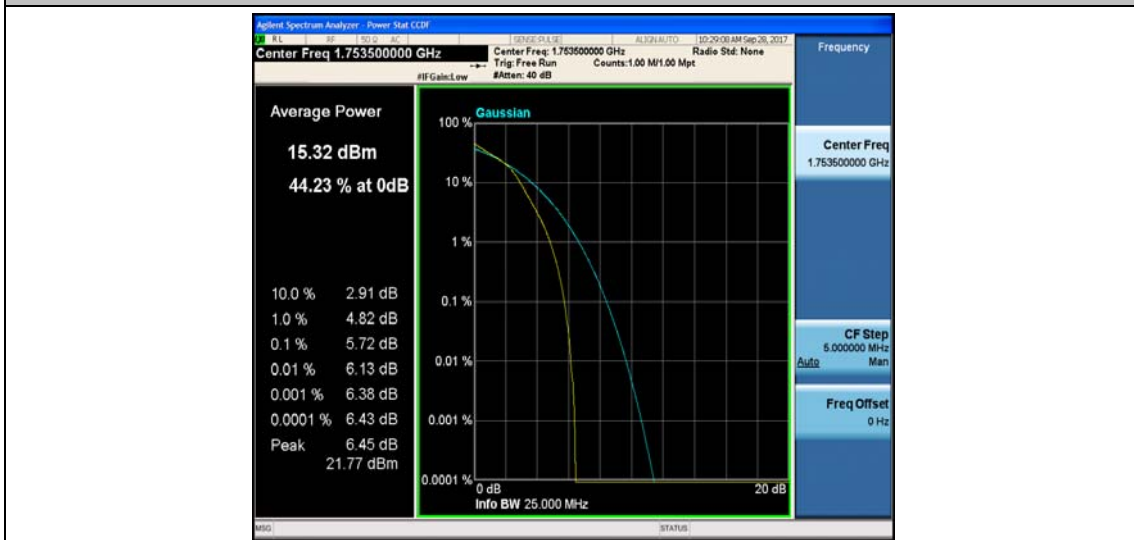 Agilent Spectrum Analyzer - Power Stat CCDF
RL RF 50 Ω AC SENSE:PULSE ALIGN AUTO 10:29:08 AM Sep 28, 2017
Center Freq 1.753500000 GHz
Center Freq: 1.753500000 GHz Radio Std: None
Trig: Free Run Counts:1.00 M/1.00 Mpt
#IFGain:Low #Atten: 40 dB
Frequency
Average Power
15.32 dBm
44.23 % at 0dB
10.0 % 2.91 dB
1.0 % 4.82 dB
0.1 % 5.72 dB
0.01 % 6.13 dB
0.001 % 6.38 dB
0.0001 % 6.43 dB
Peak 6.45 dB
21.77 dBm
Gaussian
100 %
10 %
1 %
0.1 %
0.01 %
0.001 %
0.0001 %
0 dB 20 dB
Info BW 25.000 MHz
Center Freq
1.753500000 GHz
CF Step
5.000000 MHz
Auto Man
Freq Offset
0 Hz
MSG STATUS